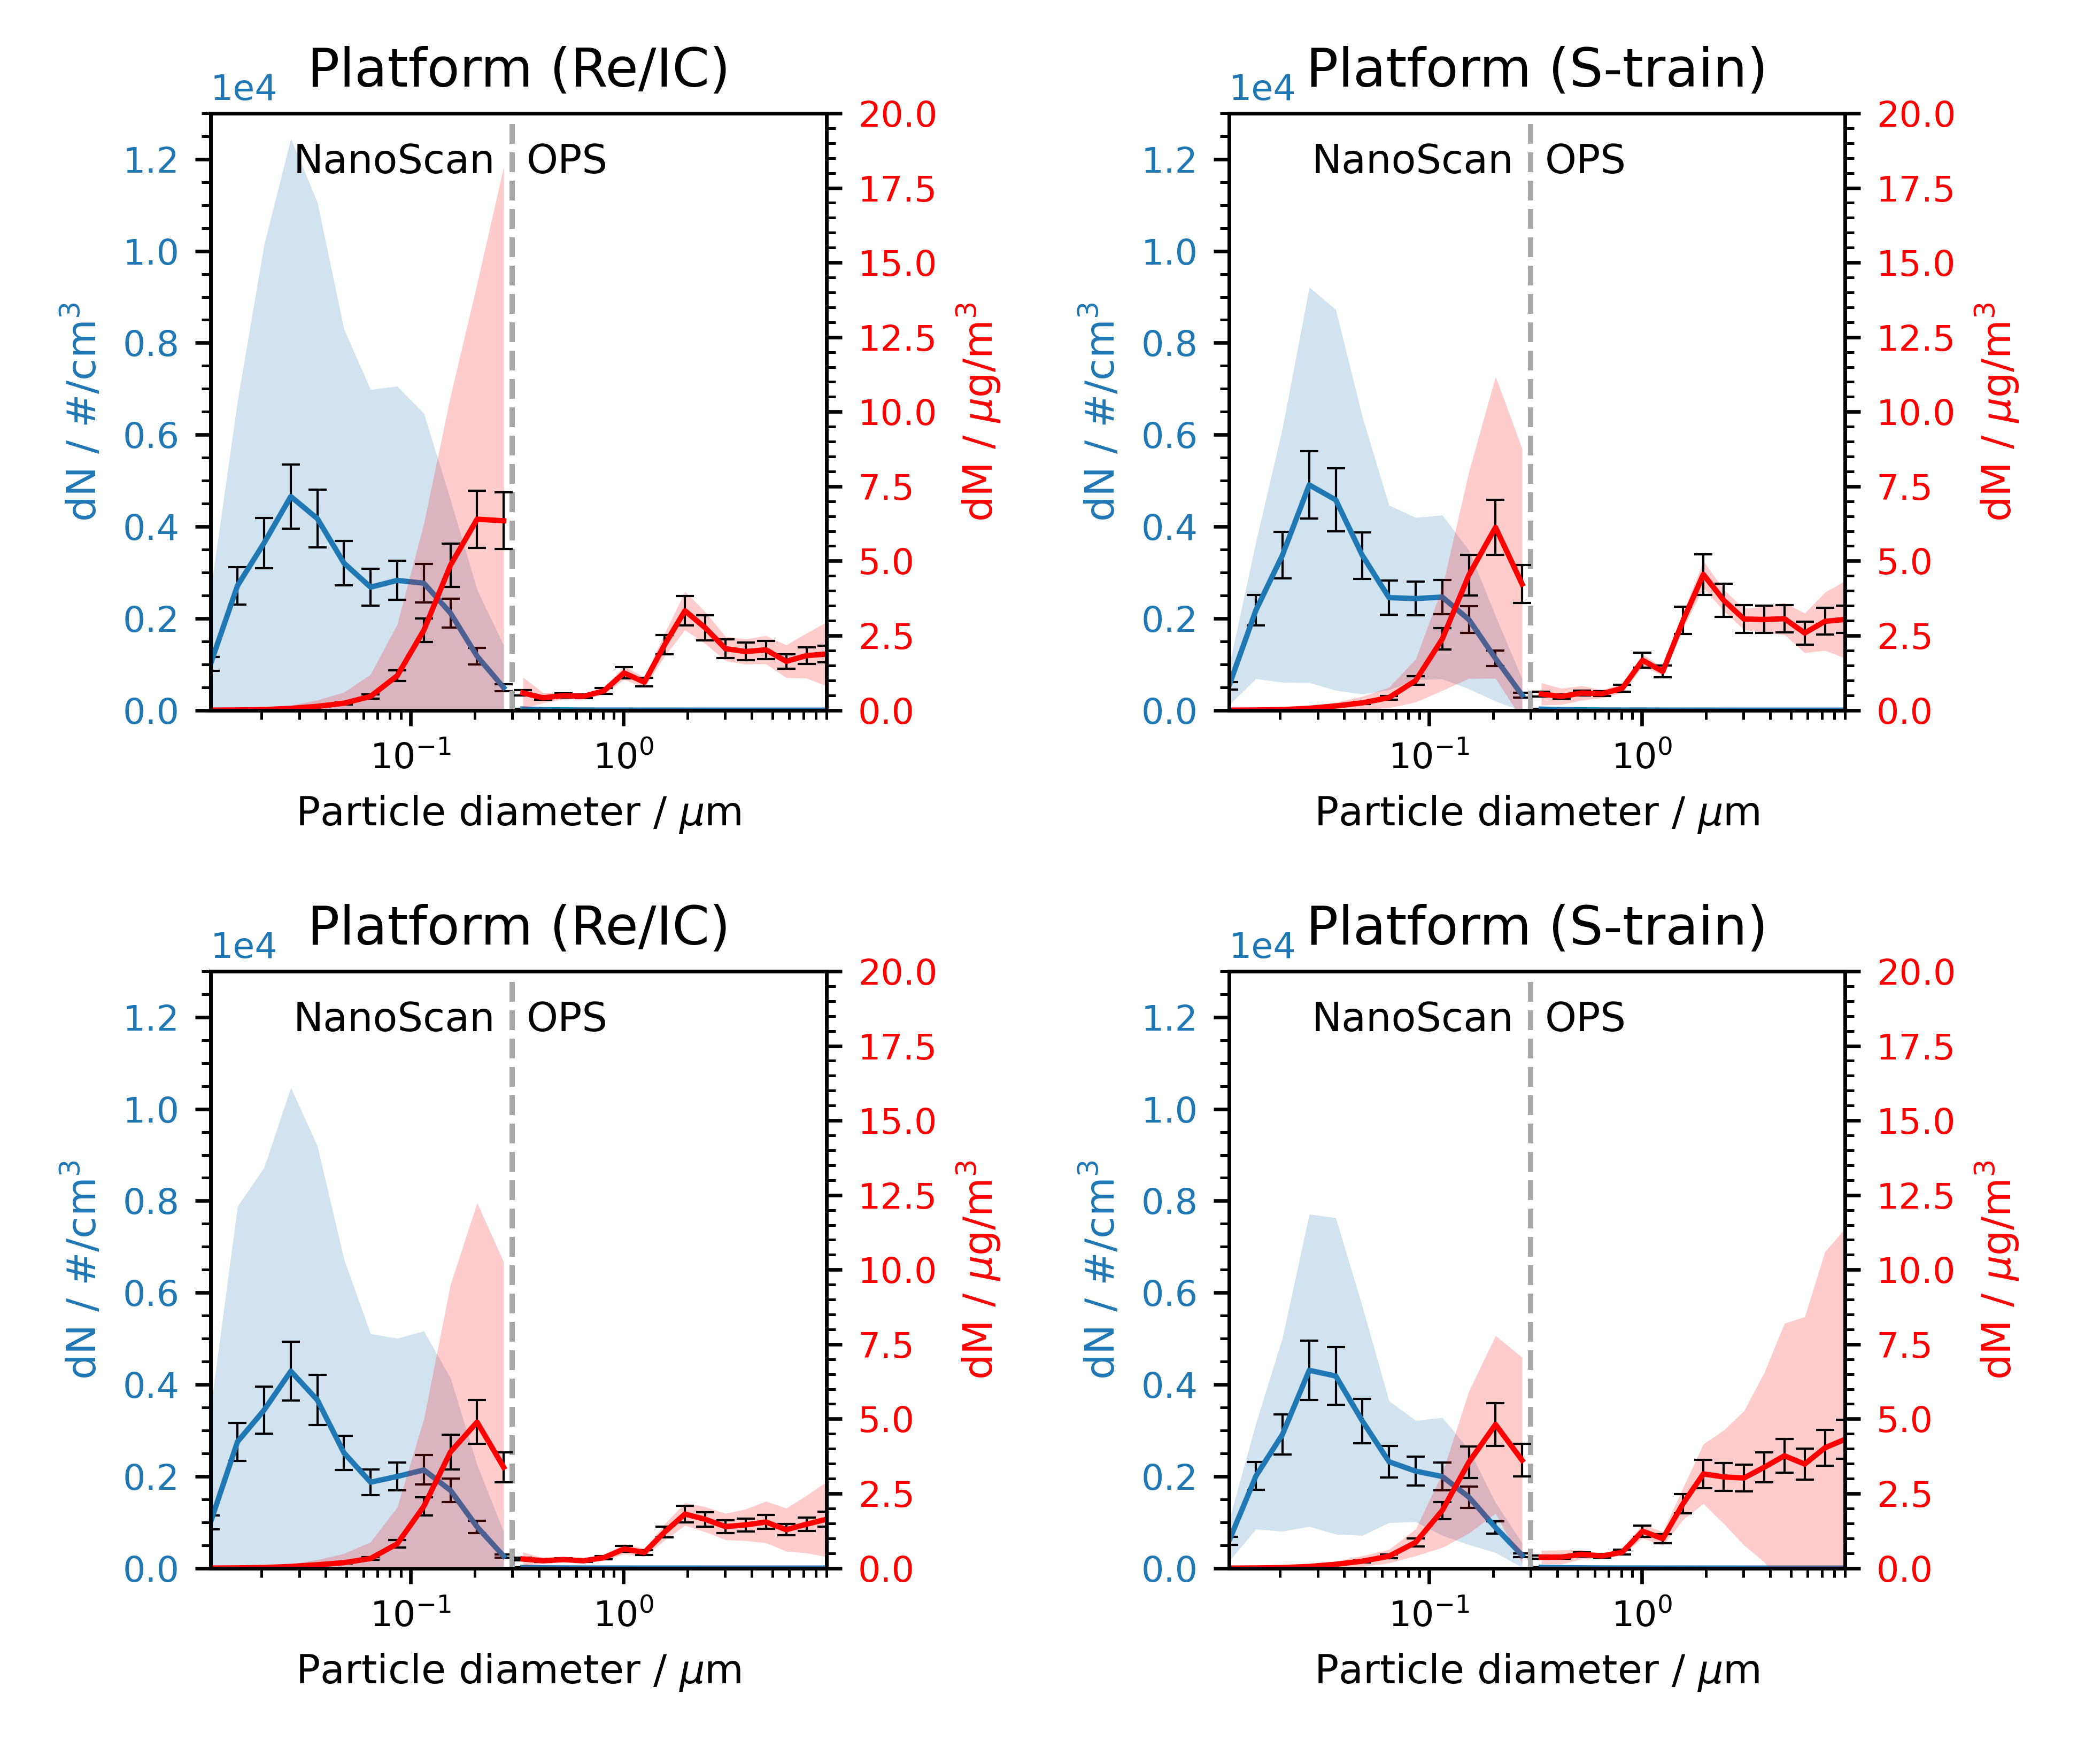 Platform (Re/IC)
1e4
NanoScan
OPS
1.2
1.0
0.8
0.6
0.4
0.2
0.0
dN / #/cm³
20.0
17.5
15.0
12.5
10.0
7.5
5.0
2.5
0.0
dM / μg/m³
10⁻¹
10⁰
Particle diameter / μm
Platform (S-train)
1e4
NanoScan
OPS
1.2
1.0
0.8
0.6
0.4
0.2
0.0
dN / #/cm³
20.0
17.5
15.0
12.5
10.0
7.5
5.0
2.5
0.0
dM / μg/m³
10⁻¹
10⁰
Particle diameter / μm
Platform (Re/IC)
1e4
NanoScan
OPS
1.2
1.0
0.8
0.6
0.4
0.2
0.0
dN / #/cm³
20.0
17.5
15.0
12.5
10.0
7.5
5.0
2.5
0.0
dM / μg/m³
10⁻¹
10⁰
Particle diameter / μm
Platform (S-train)
1e4
NanoScan
OPS
1.2
1.0
0.8
0.6
0.4
0.2
0.0
dN / #/cm³
20.0
17.5
15.0
12.5
10.0
7.5
5.0
2.5
0.0
dM / μg/m³
10⁻¹
10⁰
Particle diameter / μm